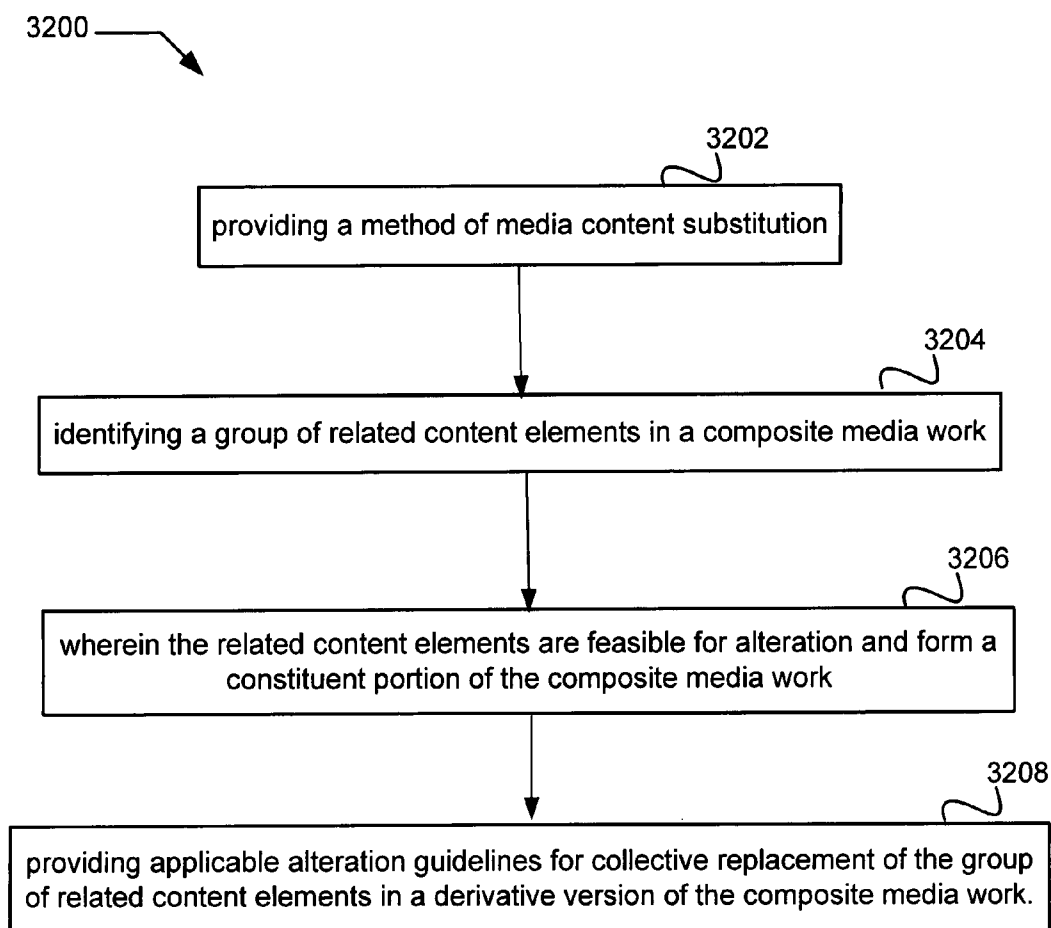 3200
3202
providing a method of media content substitution
3204
identifying a group of related content elements in a composite media work
3206
wherein the related content elements are feasible for alteration and form a
constituent portion of the composite media work
3208
providing applicable alteration guidelines for collective replacement of the group
of related content elements in a derivative version of the composite media work.